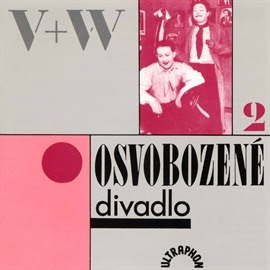 V+W
2
OSVOBOZENÉ
divadlo
ULTRAPHON